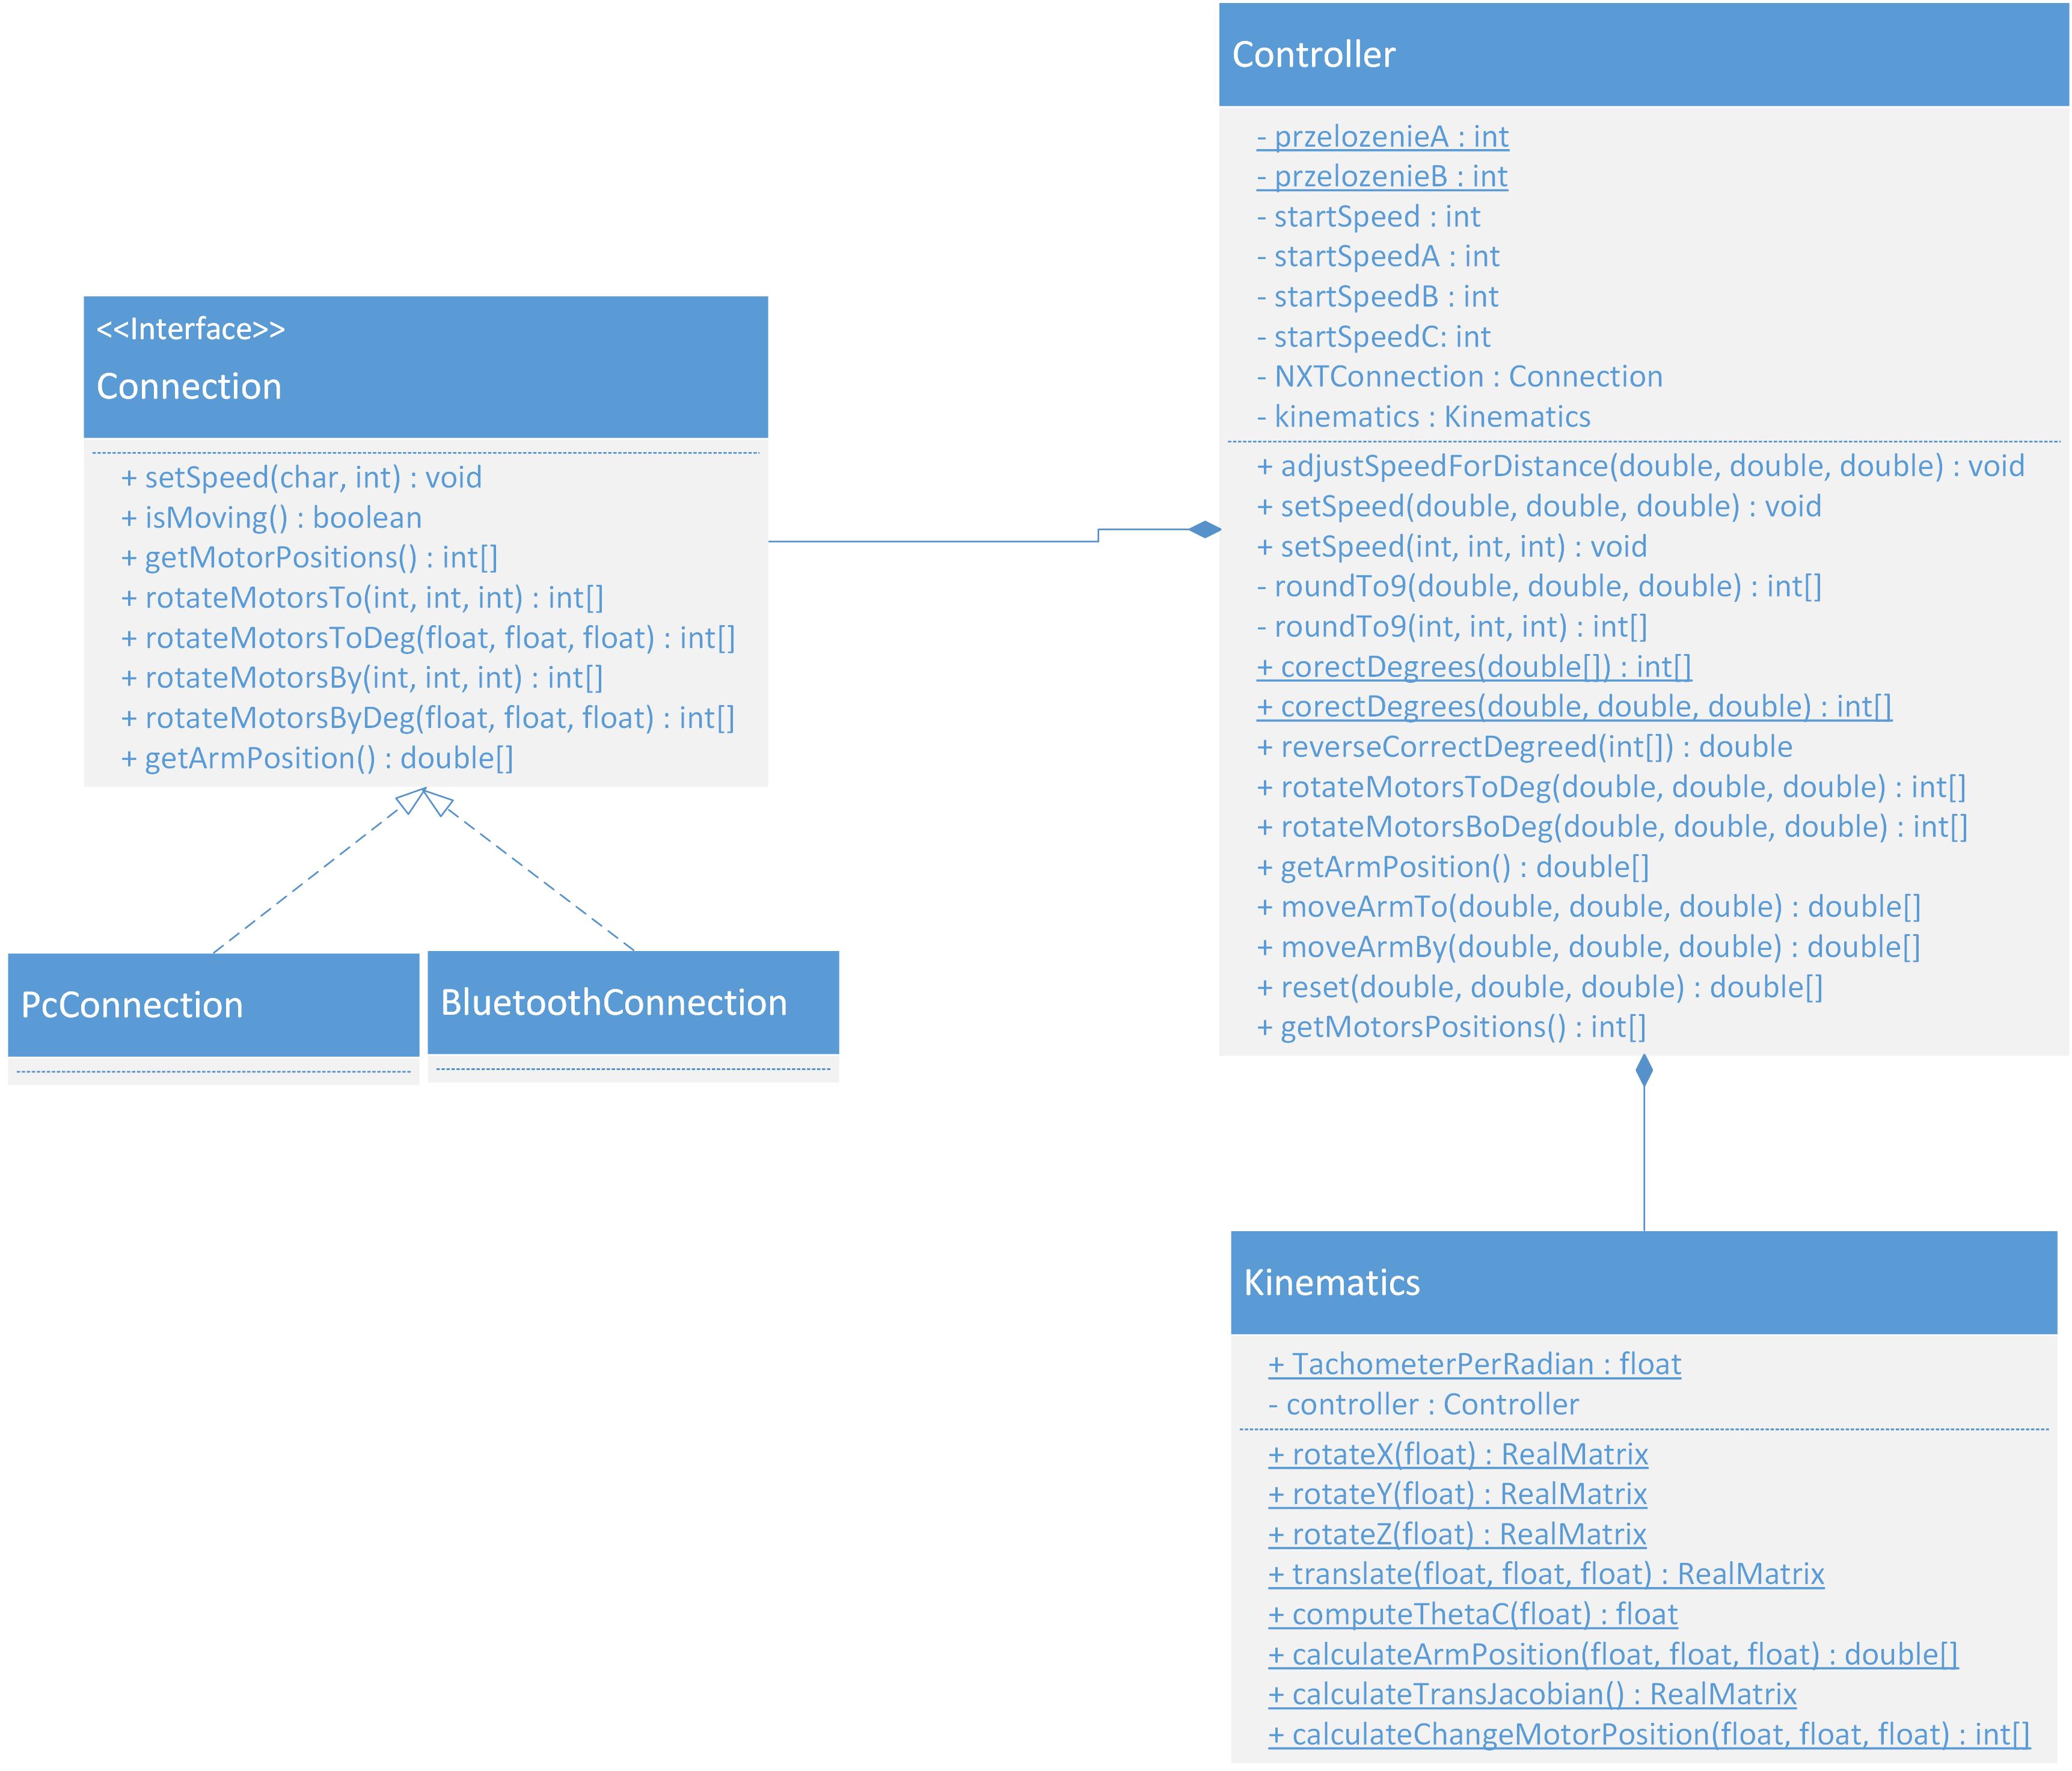 <<Interface>>
Connection
+ setSpeed(char, int) : void
+ isMoving() : boolean
+ getMotorPositions() : int[]
+ rotateMotorsTo(int, int, int) : int[]
+ rotateMotorsToDeg(float, float, float) : int[]
+ rotateMotorsBy(int, int, int) : int[]
+ rotateMotorsByDeg(float, float, float) : int[]
+ getArmPosition() : double[]
PcConnection
BluetoothConnection
Controller
- przelozenieA : int
- przelozenieB : int
- startSpeed : int
- startSpeedA : int
- startSpeedB : int
- startSpeedC: int
- NXTConnection : Connection
- kinematics : Kinematics
+ adjustSpeedForDistance(double, double, double) : void
+ setSpeed(double, double, double) : void
+ setSpeed(int, int, int) : void
- roundTo9(double, double, double) : int[]
- roundTo9(int, int, int) : int[]
+ corectDegrees(double[]) : int[]
+ corectDegrees(double, double, double) : int[]
+ reverseCorrectDegreed(int[]) : double
+ rotateMotorsToDeg(double, double, double) : int[]
+ rotateMotorsBoDeg(double, double, double) : int[]
+ getArmPosition() : double[]
+ moveArmTo(double, double, double) : double[]
+ moveArmBy(double, double, double) : double[]
+ reset(double, double, double) : double[]
+ getMotorsPositions() : int[]
Kinematics
+ TachometerPerRadian : float
- controller : Controller
+ rotateX(float) : RealMatrix
+ rotateY(float) : RealMatrix
+ rotateZ(float) : RealMatrix
+ translate(float, float, float) : RealMatrix
+ computeThetaC(float) : float
+ calculateArmPosition(float, float, float) : double[]
+ calculateTransJacobian() : RealMatrix
+ calculateChangeMotorPosition(float, float, float) : int[]